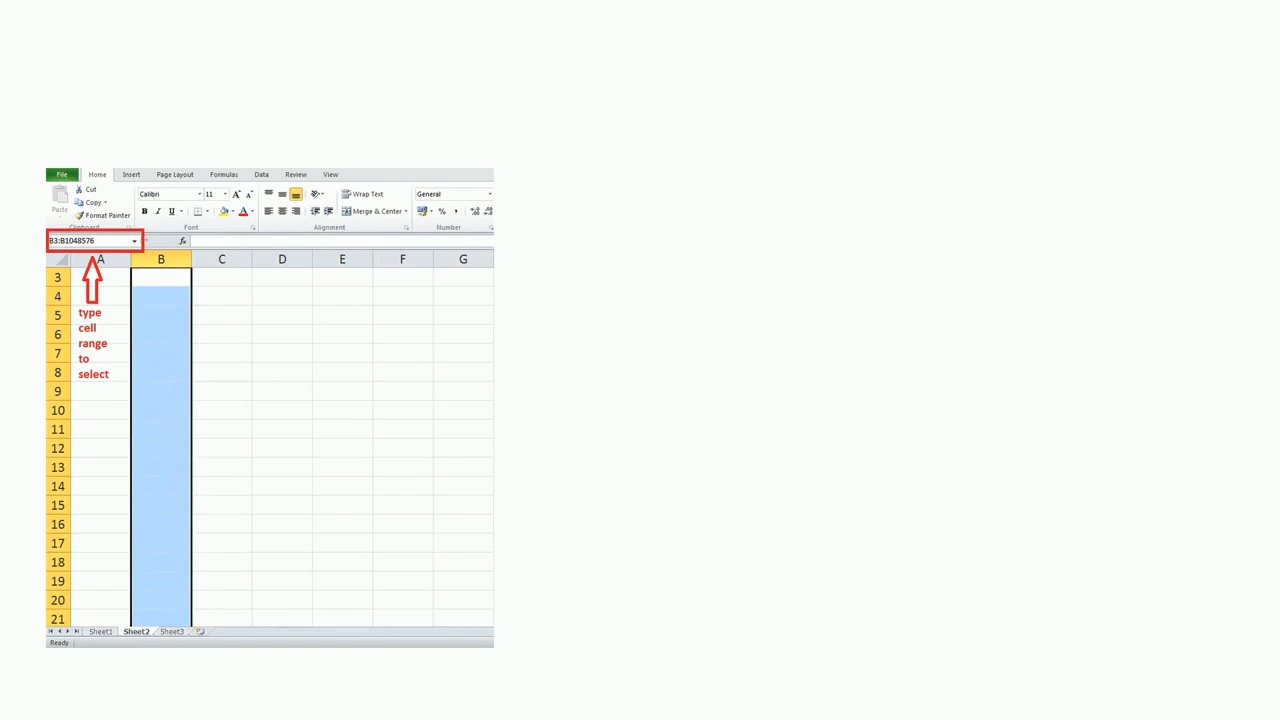 File Home Insert Page Layout Formulas Data Review View
Cut Calibri 11 A A Wrap Text General
Paste Copy
Format Painter B I U A Merge & Center % ,
Clipboard Font Alignment Number
B3:B1048576 fx
A B C D E F G
3
4
type
5
cell
6
range
7
to
8
select
9
10
11
12
13
14
15
16
17
18
19
20
21
Sheet1 Sheet2 Sheet3
Ready